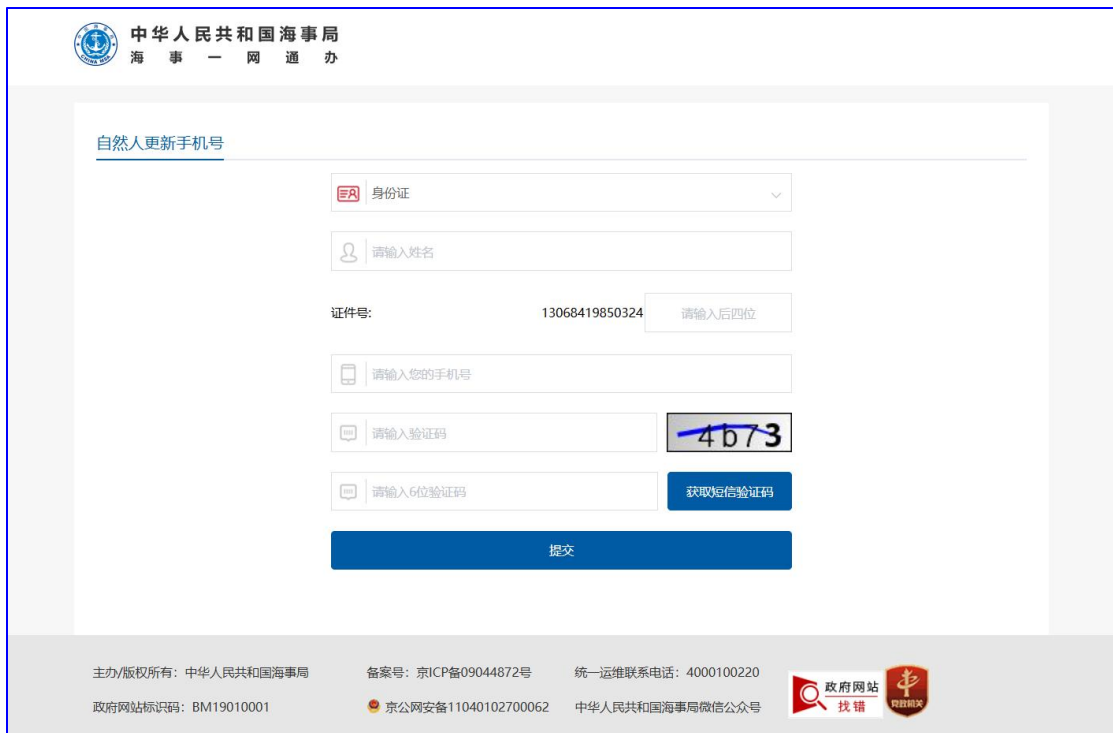 中华人民共和国海事局
海事一网通办
CHINA MSA
自然人更新手机号
身份证
请输入姓名
证件号: 13068419850324 请输入后四位
请输入您的手机号
请输入验证码 4b73
请输入6位验证码 获取短信验证码
提交
主办/版权所有：中华人民共和国海事局 备案号：京ICP备09044872号 统一运维联系电话：4000100220
政府网站标识码：BM19010001 京公网安备11040102700062 中华人民共和国海事局微信公众号
政府网站
找错
党政机关